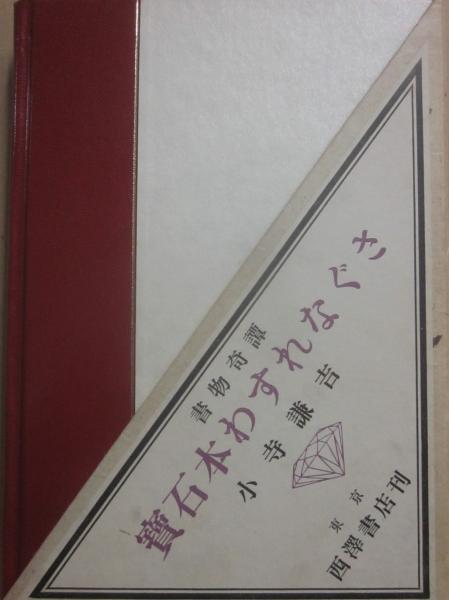 書物奇譚
寳石本わすれなぐさ
小寺謙吉
東京
西澤書店刊